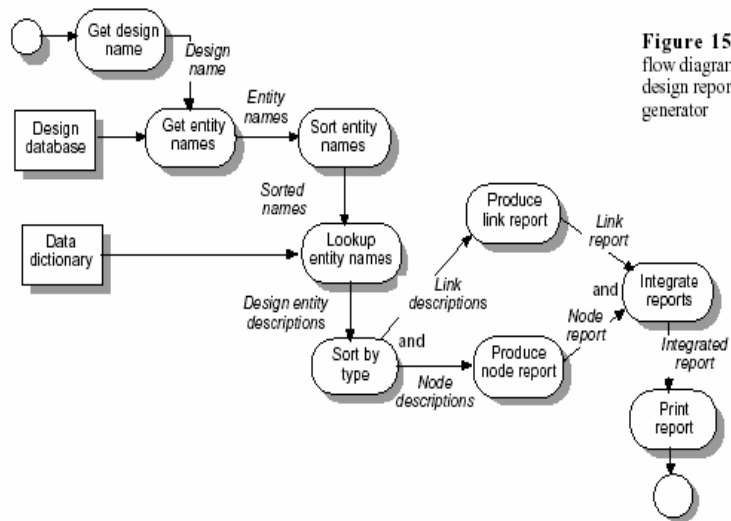 Get design
name
Design
name
Figure 15
flow diagram
design report
generator
Design
database
Get entity
names
Entity
names
Sort entity
names
Sorted
names
Data
dictionary
Lookup
entity names
Design entity
descriptions
Sort by
type
and
Link
descriptions
Node
descriptions
Produce
link report
Produce
node report
Link
report
and
Node
report
Integrate
reports
Integrated
report
Print
report